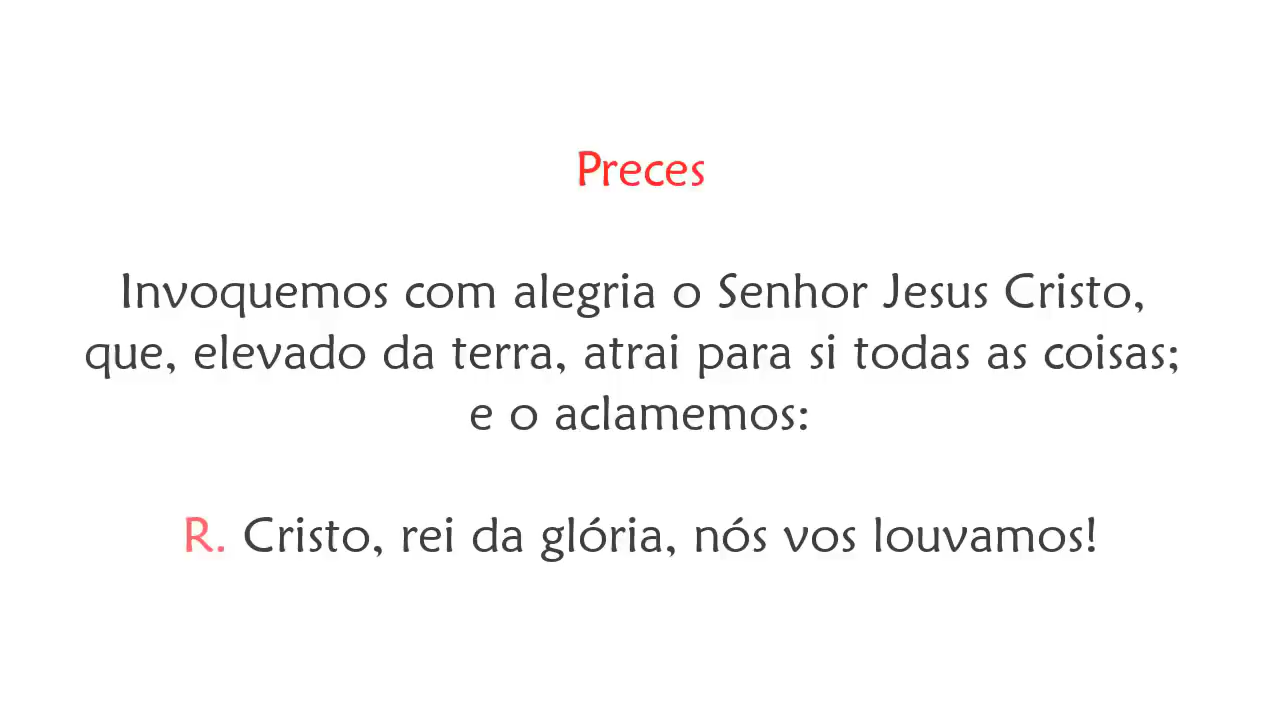 Preces
Invoquemos com alegria o Senhor Jesus Cristo,
que, elevado da terra, atrai para si todas as coisas;
e o aclamemos:
R. Cristo, rei da glória, nós vos louvamos!